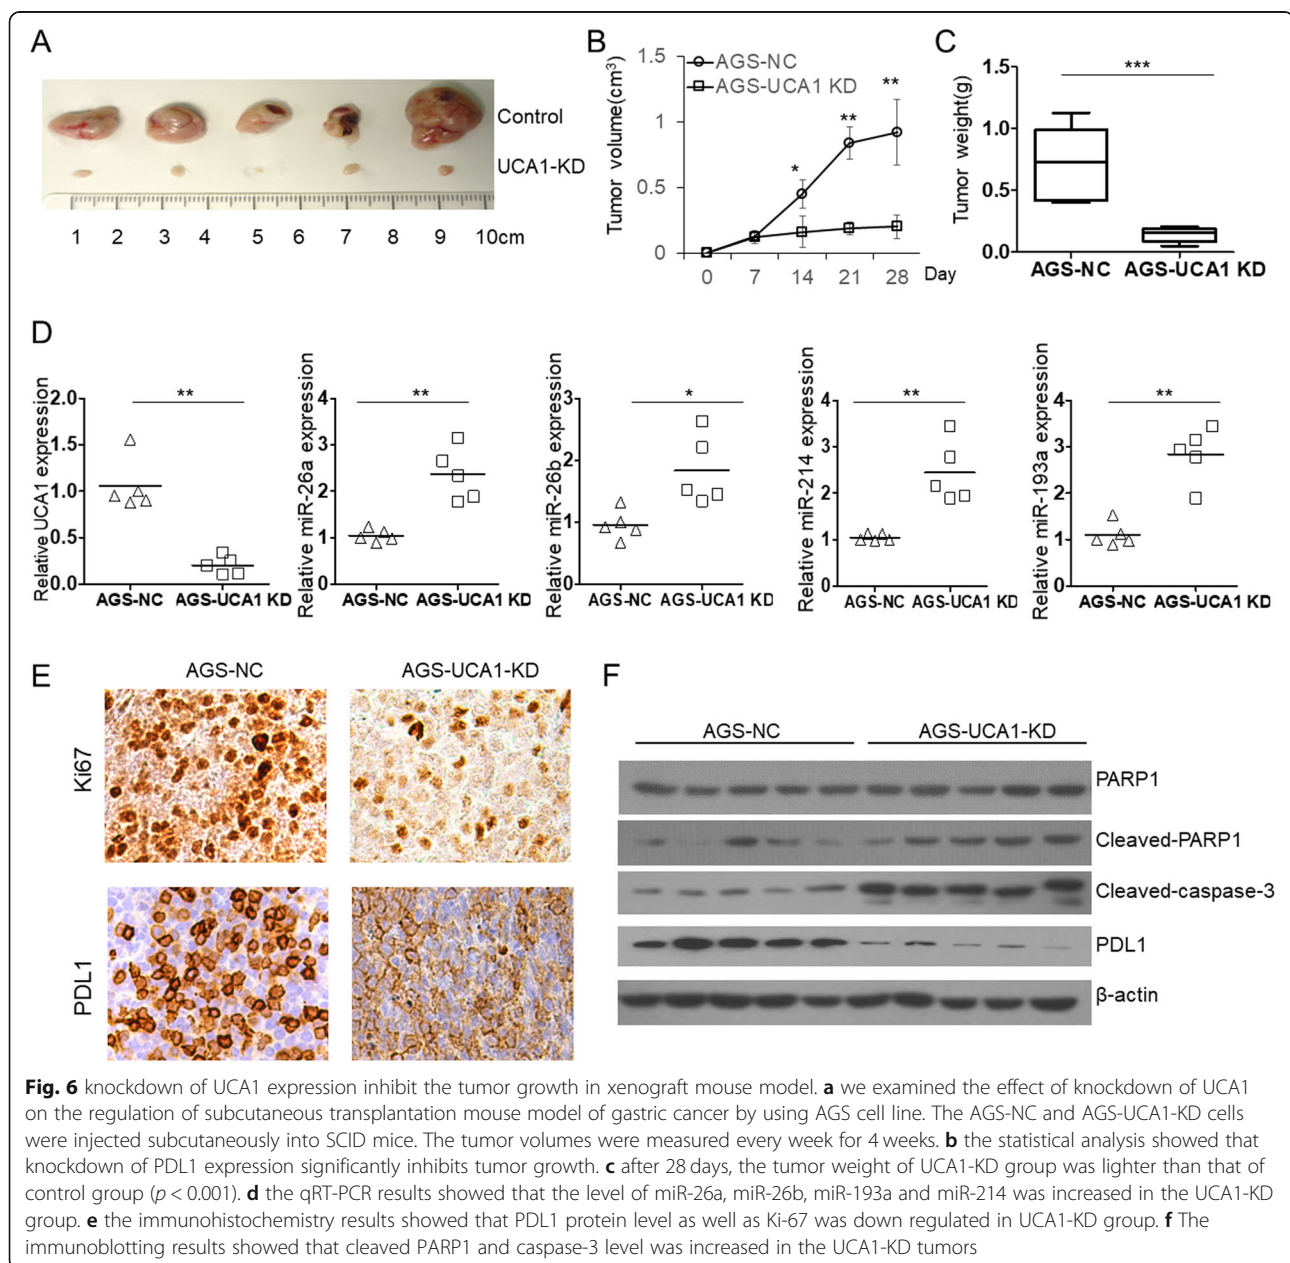 A
Control
UCA1-KD
1 2 3 4 5 6 7 8 9 10cm
B
Tumor volume(cm³)
1.5
1
0.5
0
AGS-NC
AGS-UCA1 KD
*
**
**
0 7 14 21 28 Day
C
Tumor weight(g)
1.5
1.0
0.5
0.0
***
AGS-NC AGS-UCA1 KD
D
Relative UCA1 expression
2.0
1.5
1.0
0.5
0.0
**
AGS-NC AGS-UCA1 KD
Relative miR-26a expression
4
3
2
1
0
**
AGS-NC AGS-UCA1 KD
Relative miR-26b expression
3
2
1
0
*
AGS-NC AGS-UCA1 KD
Relative miR-214 expression
4
3
2
1
0
**
AGS-NC AGS-UCA1 KD
Relative miR-193a expression
4
3
2
1
0
**
AGS-NC AGS-UCA1 KD
E
AGS-NC AGS-UCA1-KD
Ki67
PDL1
F
AGS-NC AGS-UCA1-KD
PARP1
Cleaved-PARP1
Cleaved-caspase-3
PDL1
β-actin
Fig. 6 knockdown of UCA1 expression inhibit the tumor growth in xenograft mouse model. a we examined the effect of knockdown of UCA1
on the regulation of subcutaneous transplantation mouse model of gastric cancer by using AGS cell line. The AGS-NC and AGS-UCA1-KD cells
were injected subcutaneously into SCID mice. The tumor volumes were measured every week for 4 weeks. b the statistical analysis showed that
knockdown of PDL1 expression significantly inhibits tumor growth. c after 28 days, the tumor weight of UCA1-KD group was lighter than that of
control group (p < 0.001). d the qRT-PCR results showed that the level of miR-26a, miR-26b, miR-193a and miR-214 was increased in the UCA1-KD
group. e the immunohistochemistry results showed that PDL1 protein level as well as Ki-67 was down regulated in UCA1-KD group. f The
immunoblotting results showed that cleaved PARP1 and caspase-3 level was increased in the UCA1-KD tumors